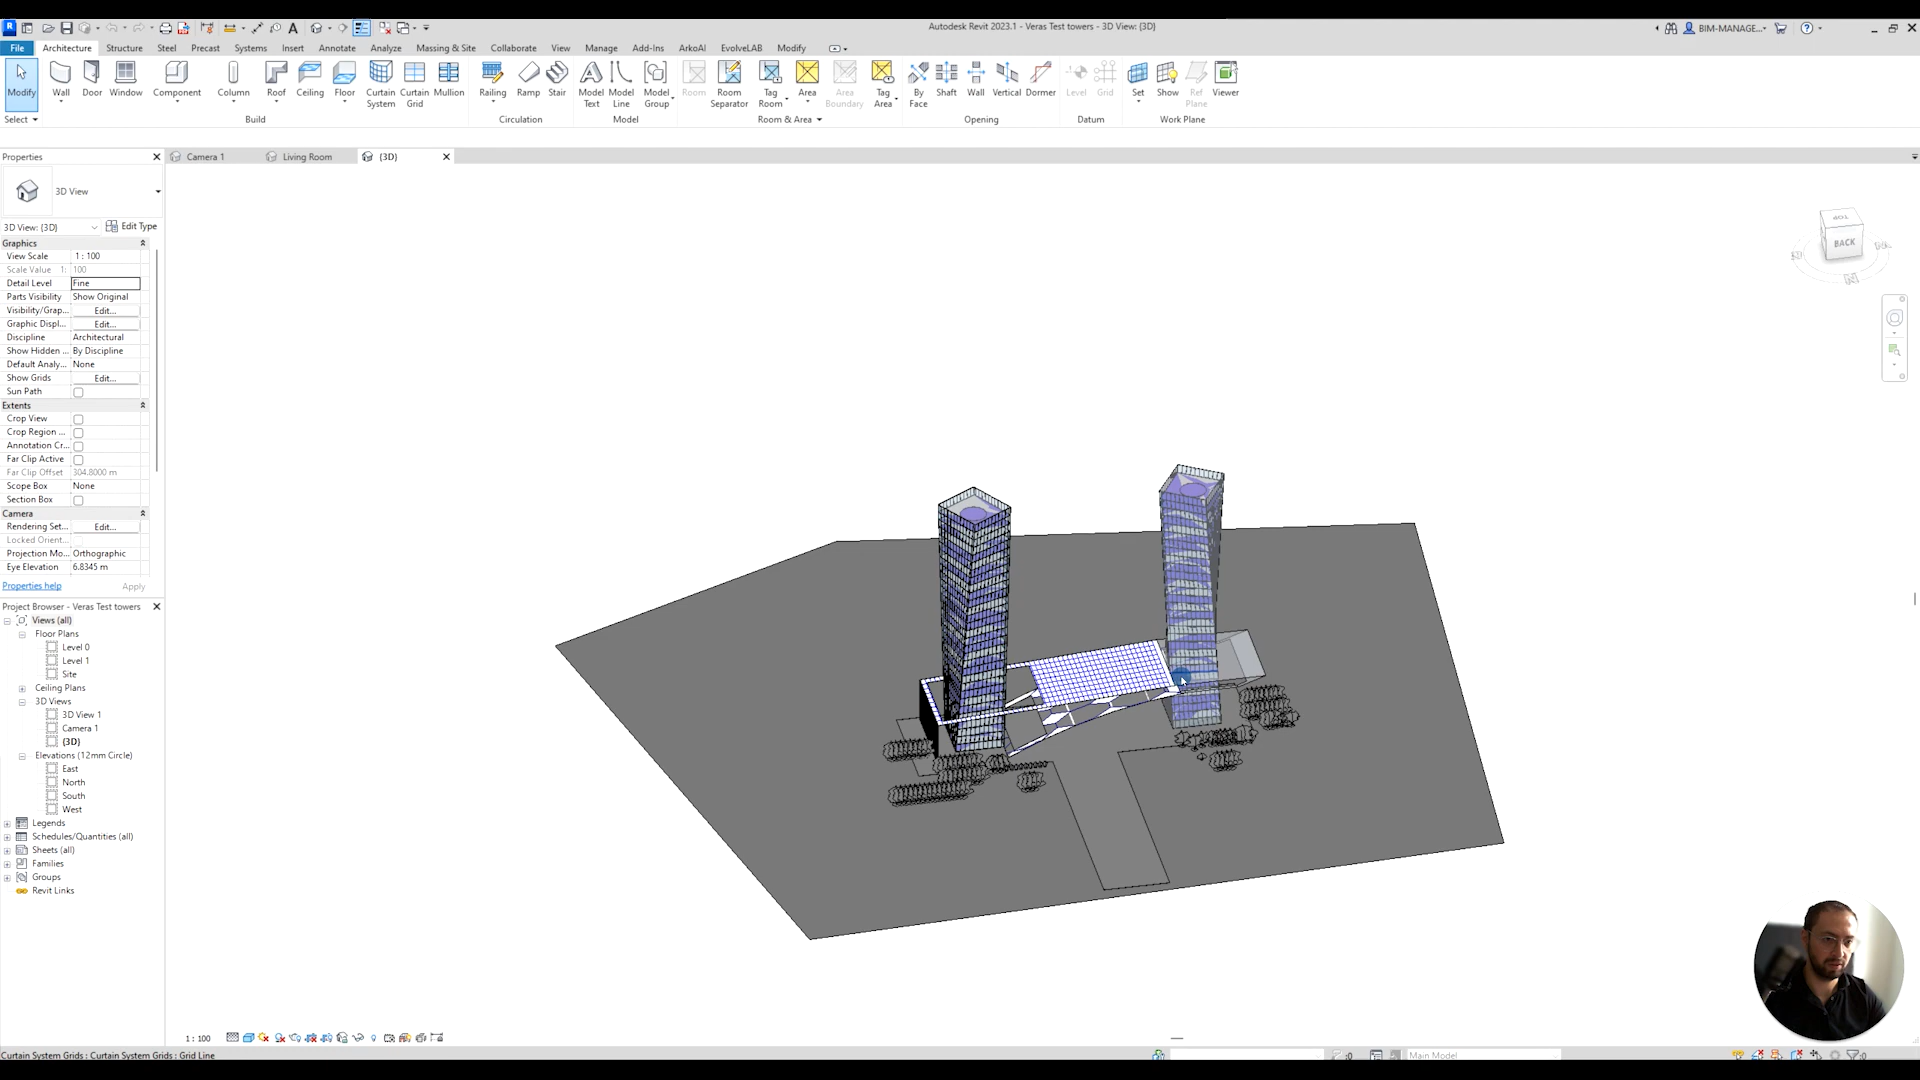 Autodesk Revit 2023.1 - Veras Test towers - 3D View: {3D}
BIM-MANAGE...
File Architecture Structure Steel Precast Systems Insert Annotate Analyze Massing & Site Collaborate View Manage Add-Ins ArkoAI EvolveLAB Modify
Modify Wall Door Window Component Column Roof Ceiling Floor Curtain System Curtain Grid Mullion Railing Ramp Stair Model Text Model Line Model Group Room Room Separator Tag Room Area Area Boundary Tag Area By Face Shaft Wall Vertical Dormer Level Grid Set Show Ref Plane Viewer
Select Build Circulation Model Room & Area Opening Datum Work Plane
Properties
Camera 1 Living Room {3D}
3D View
3D View: {3D} Edit Type
Graphics
View Scale 1 : 100
Scale Value 1: 100
Detail Level Fine
Parts Visibility Show Original
Visibility/Grap... Edit...
Graphic Displ... Edit...
Discipline Architectural
Show Hidden ... By Discipline
Default Analy... None
Show Grids Edit...
Sun Path
Extents
Crop View
Crop Region ...
Annotation Cr...
Far Clip Active
Far Clip Offset 304.8000 m
Scope Box None
Section Box
Camera
Rendering Set... Edit...
Locked Orient...
Projection Mo... Orthographic
Eye Elevation 6.8345 m
Properties help Apply
Project Browser - Veras Test towers
Views (all)
Floor Plans
Level 0
Level 1
Site
Ceiling Plans
3D Views
3D View 1
Camera 1
{3D}
Elevations (12mm Circle)
East
North
South
West
Legends
Schedules/Quantities (all)
Sheets (all)
Families
Groups
Revit Links
TOP
BACK
1 : 100
Curtain System Grids : Curtain System Grids : Grid Line
:0 Main Model :0